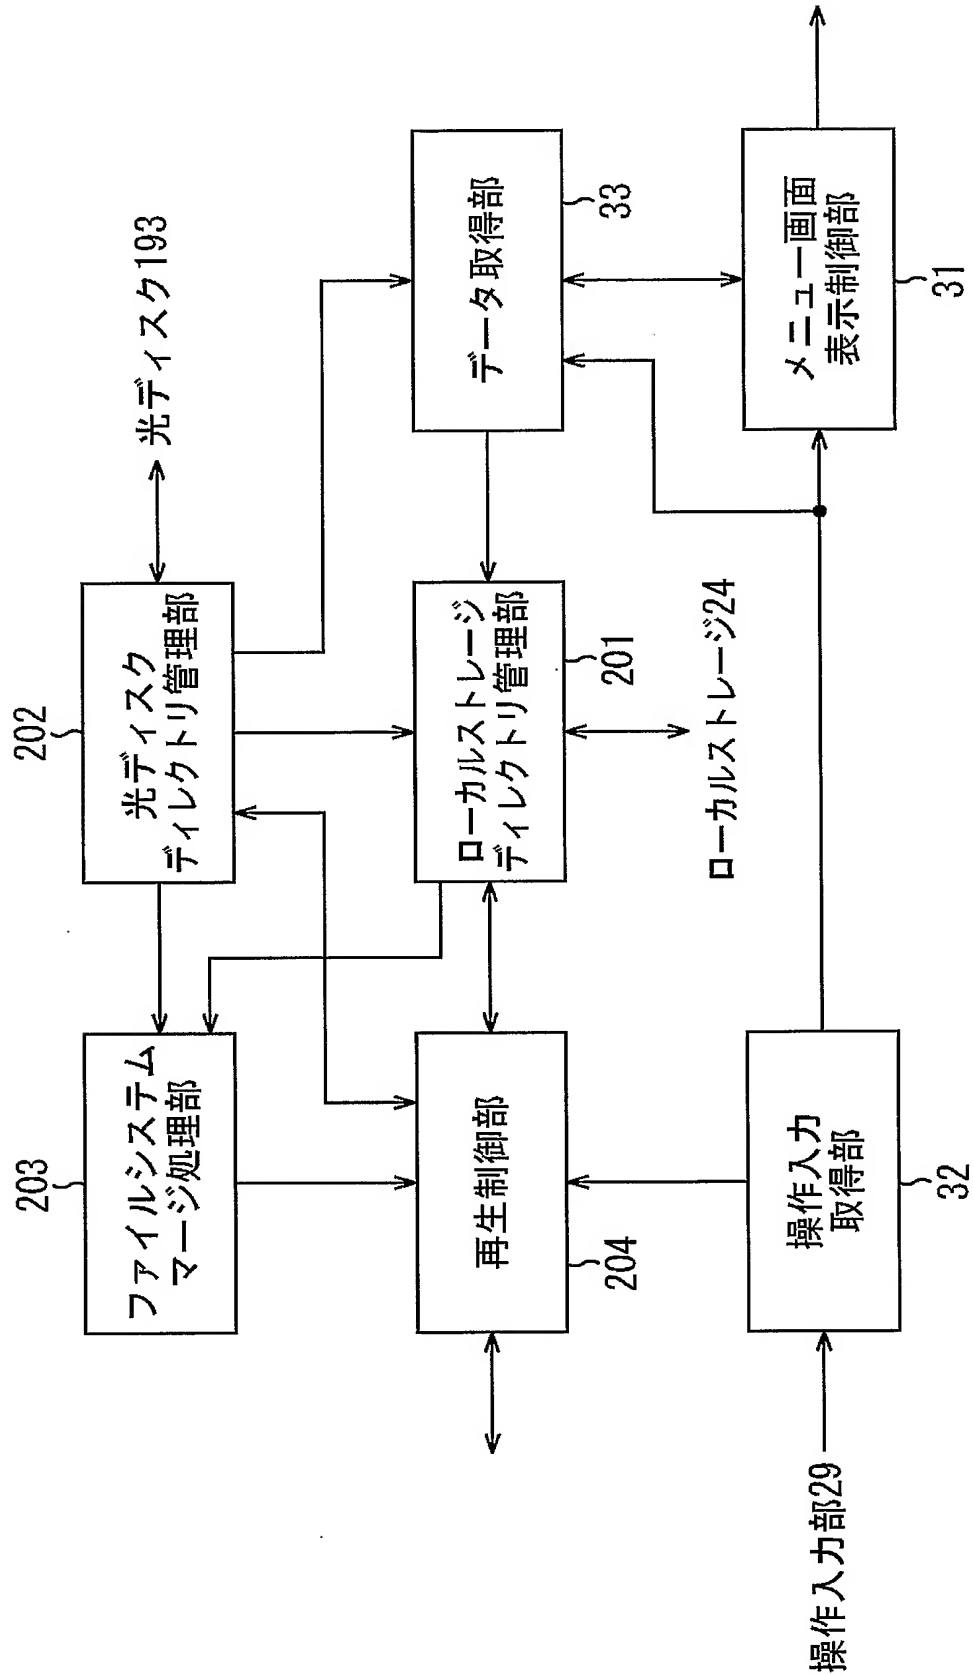 203
ファイルシステム
マージ処理部
202
光ディスク
ディレクトリ管理部
光ディスク193
再生制御部
204
ローカルストレージ
ディレクトリ管理部
201
データ取得部
33
ローカルストレージ24
操作入力部29
操作入力
取得部
32
メニュー画面
表示制御部
31